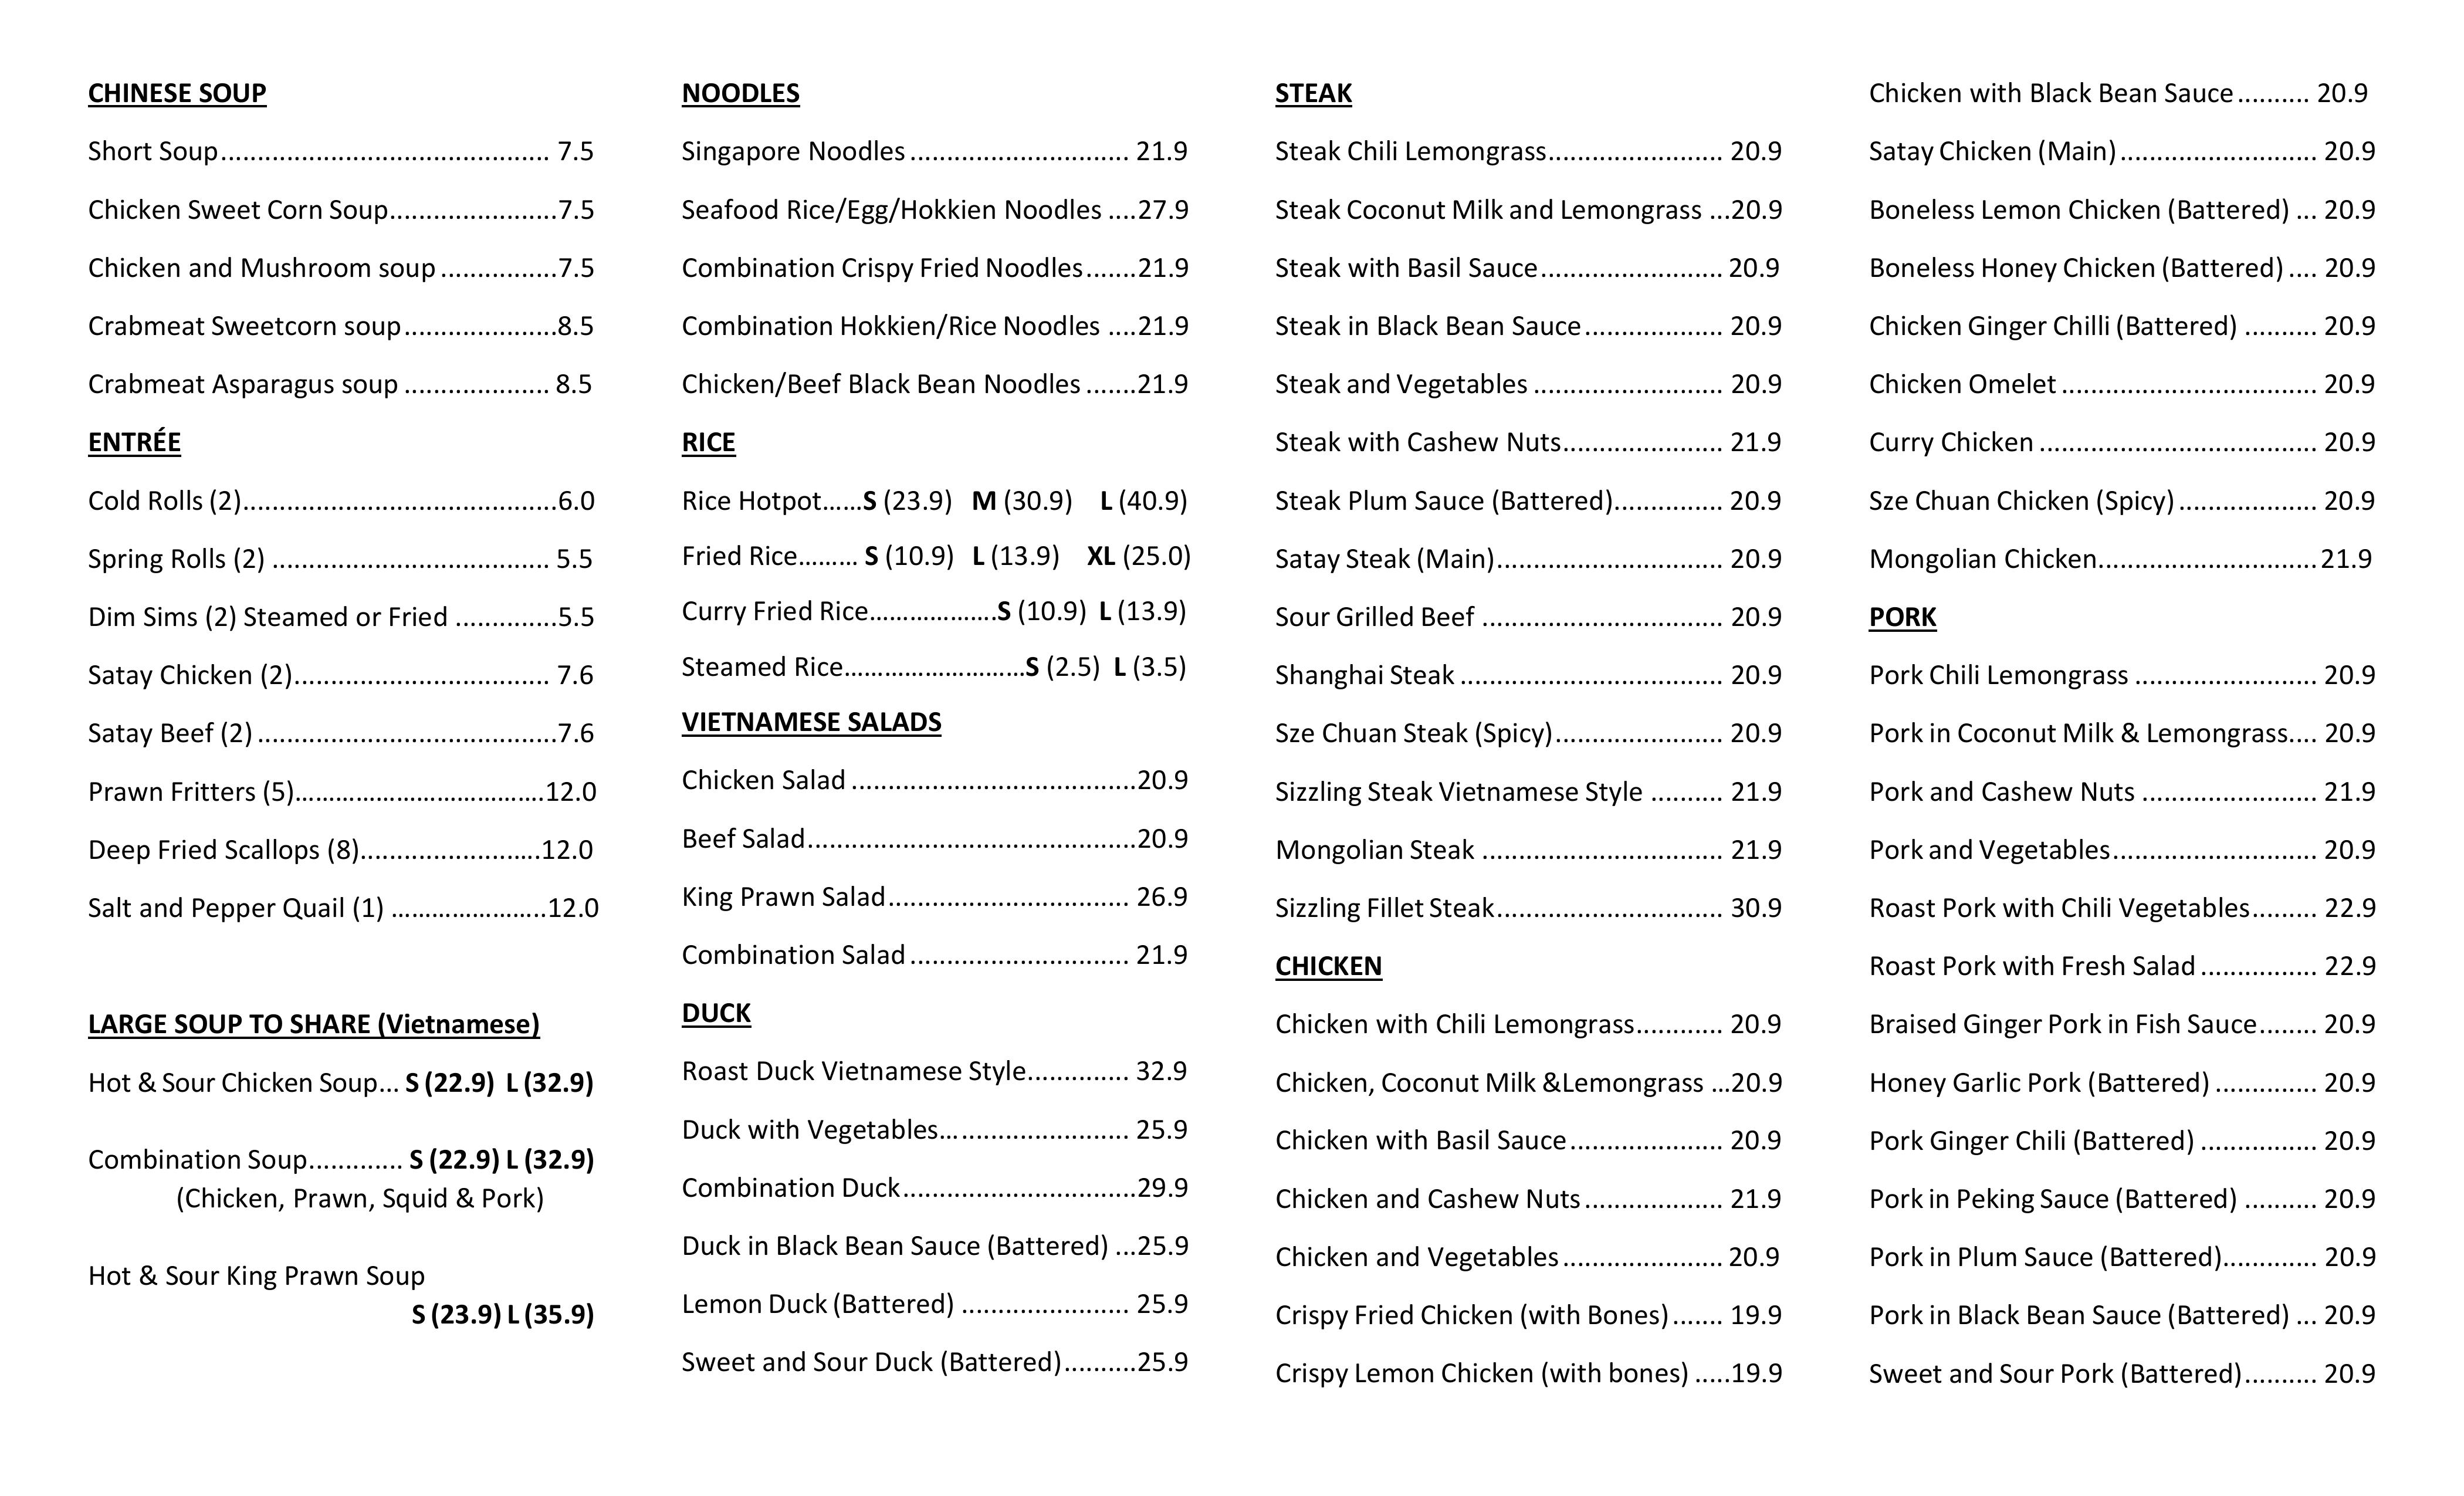 CHINESE SOUP
Short Soup............................................. 7.5
Chicken Sweet Corn Soup.......................7.5
Chicken and Mushroom soup ................7.5
Crabmeat Sweetcorn soup.....................8.5
Crabmeat Asparagus soup .................... 8.5
ENTRÉE
Cold Rolls (2)...........................................6.0
Spring Rolls (2) ...................................... 5.5
Dim Sims (2) Steamed or Fried ..............5.5
Satay Chicken (2)................................... 7.6
Satay Beef (2).........................................7.6
Prawn Fritters (5)……………………………….12.0
Deep Fried Scallops (8).........................12.0
Salt and Pepper Quail (1) …………………..12.0
LARGE SOUP TO SHARE (Vietnamese)
Hot & Sour Chicken Soup... S (22.9) L (32.9)
Combination Soup............. S (22.9) L (32.9)
(Chicken, Prawn, Squid & Pork)
Hot & Sour King Prawn Soup
S (23.9) L (35.9)
NOODLES
Singapore Noodles .............................. 21.9
Seafood Rice/Egg/Hokkien Noodles ....27.9
Combination Crispy Fried Noodles.......21.9
Combination Hokkien/Rice Noodles ....21.9
Chicken/Beef Black Bean Noodles .......21.9
RICE
Rice Hotpot……S (23.9) M (30.9) L (40.9)
Fried Rice……… S (10.9) L (13.9) XL (25.0)
Curry Fried Rice……………….S (10.9) L (13.9)
Steamed Rice………………………S (2.5) L (3.5)
VIETNAMESE SALADS
Chicken Salad .......................................20.9
Beef Salad.............................................20.9
King Prawn Salad................................. 26.9
Combination Salad .............................. 21.9
DUCK
Roast Duck Vietnamese Style.............. 32.9
Duck with Vegetables.......................... 25.9
Combination Duck................................29.9
Duck in Black Bean Sauce (Battered) ...25.9
Lemon Duck (Battered) ....................... 25.9
Sweet and Sour Duck (Battered)..........25.9
STEAK
Steak Chili Lemongrass........................ 20.9
Steak Coconut Milk and Lemongrass ...20.9
Steak with Basil Sauce......................... 20.9
Steak in Black Bean Sauce................... 20.9
Steak and Vegetables .......................... 20.9
Steak with Cashew Nuts...................... 21.9
Steak Plum Sauce (Battered)............... 20.9
Satay Steak (Main)............................... 20.9
Sour Grilled Beef ................................. 20.9
Shanghai Steak .................................... 20.9
Sze Chuan Steak (Spicy)....................... 20.9
Sizzling Steak Vietnamese Style .......... 21.9
Mongolian Steak ................................. 21.9
Sizzling Fillet Steak............................... 30.9
CHICKEN
Chicken with Chili Lemongrass............ 20.9
Chicken, Coconut Milk &Lemongrass ...20.9
Chicken with Basil Sauce..................... 20.9
Chicken and Cashew Nuts................... 21.9
Chicken and Vegetables...................... 20.9
Crispy Fried Chicken (with Bones)....... 19.9
Crispy Lemon Chicken (with bones) .....19.9
Chicken with Black Bean Sauce.......... 20.9
Satay Chicken (Main)........................... 20.9
Boneless Lemon Chicken (Battered) ... 20.9
Boneless Honey Chicken (Battered) .... 20.9
Chicken Ginger Chilli (Battered) .......... 20.9
Chicken Omelet ................................... 20.9
Curry Chicken ...................................... 20.9
Sze Chuan Chicken (Spicy)................... 20.9
Mongolian Chicken..............................21.9
PORK
Pork Chili Lemongrass ......................... 20.9
Pork in Coconut Milk & Lemongrass.... 20.9
Pork and Cashew Nuts ........................ 21.9
Pork and Vegetables............................ 20.9
Roast Pork with Chili Vegetables......... 22.9
Roast Pork with Fresh Salad ................ 22.9
Braised Ginger Pork in Fish Sauce........ 20.9
Honey Garlic Pork (Battered) .............. 20.9
Pork Ginger Chili (Battered) ................ 20.9
Pork in Peking Sauce (Battered) .......... 20.9
Pork in Plum Sauce (Battered)............. 20.9
Pork in Black Bean Sauce (Battered) ... 20.9
Sweet and Sour Pork (Battered).......... 20.9